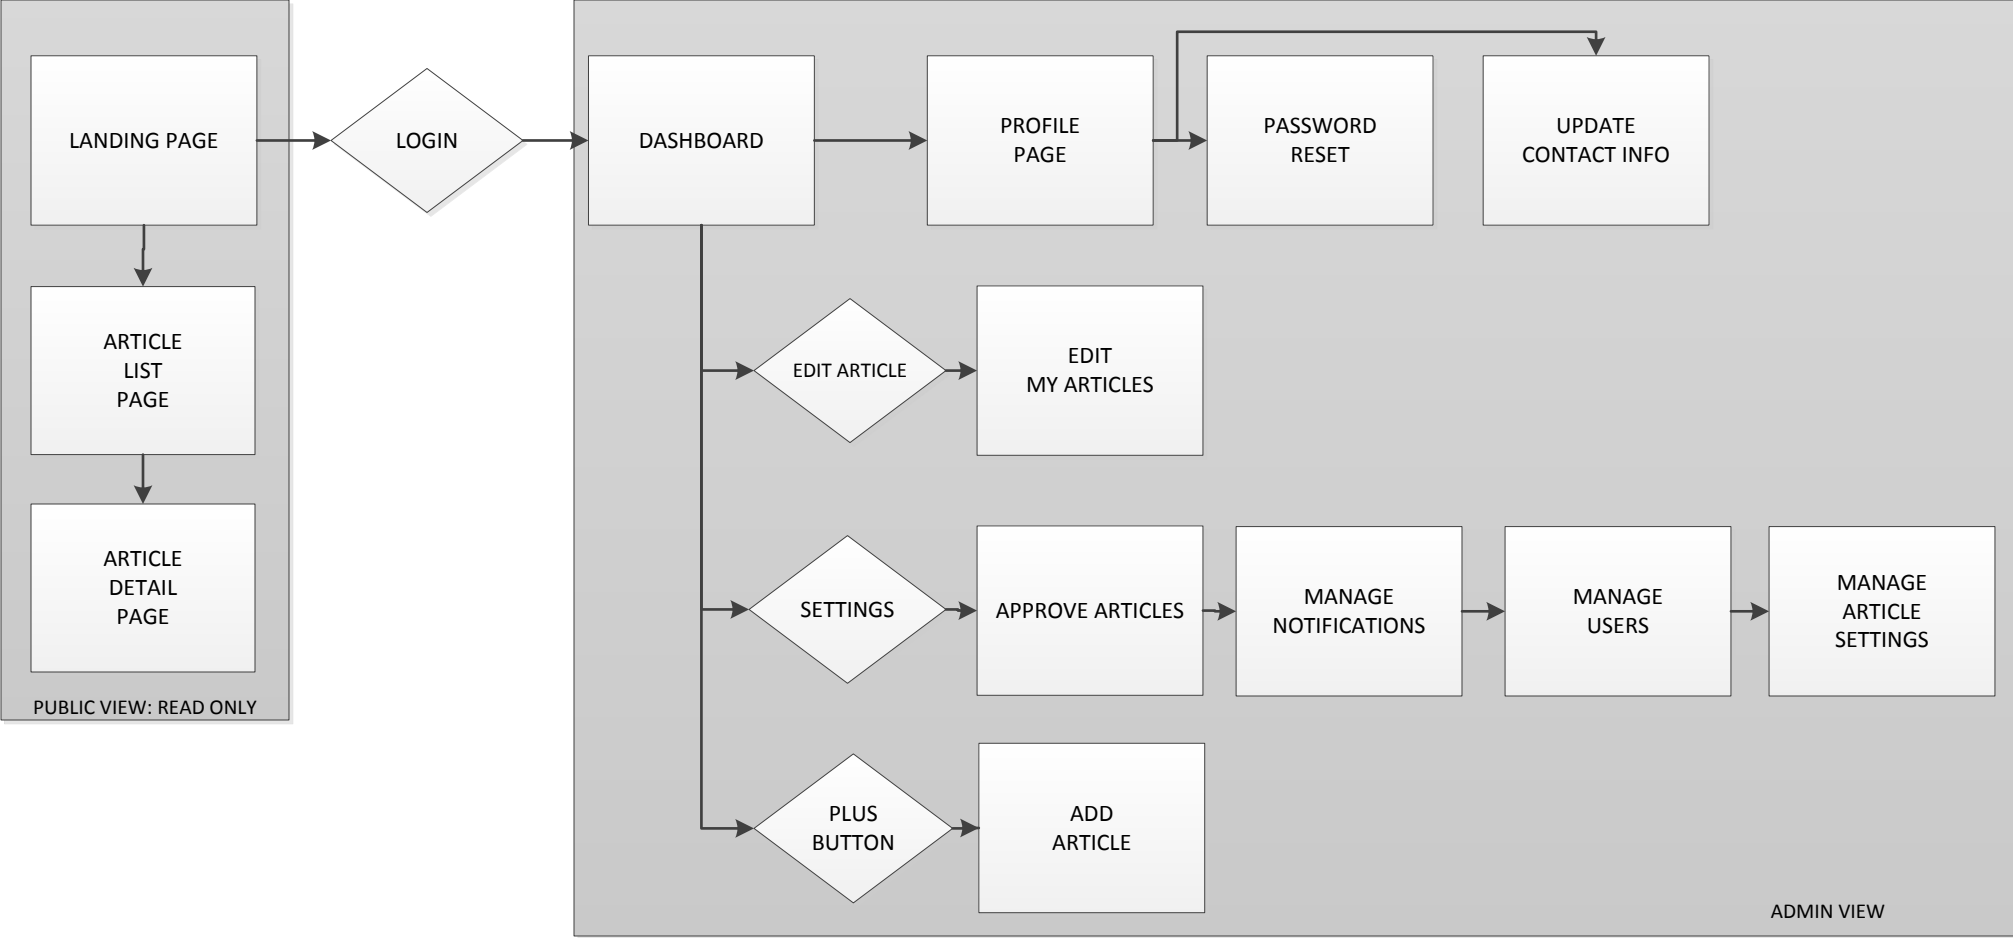 LANDING PAGE
ARTICLE
LIST
PAGE
ARTICLE
DETAIL
PAGE
PUBLIC VIEW: READ ONLY
LOGIN
DASHBOARD
PROFILE
PAGE
PASSWORD
RESET
UPDATE
CONTACT INFO
EDIT ARTICLE
EDIT
MY ARTICLES
SETTINGS
APPROVE ARTICLES
MANAGE
NOTIFICATIONS
MANAGE
USERS
MANAGE
ARTICLE
SETTINGS
PLUS
BUTTON
ADD
ARTICLE
ADMIN VIEW